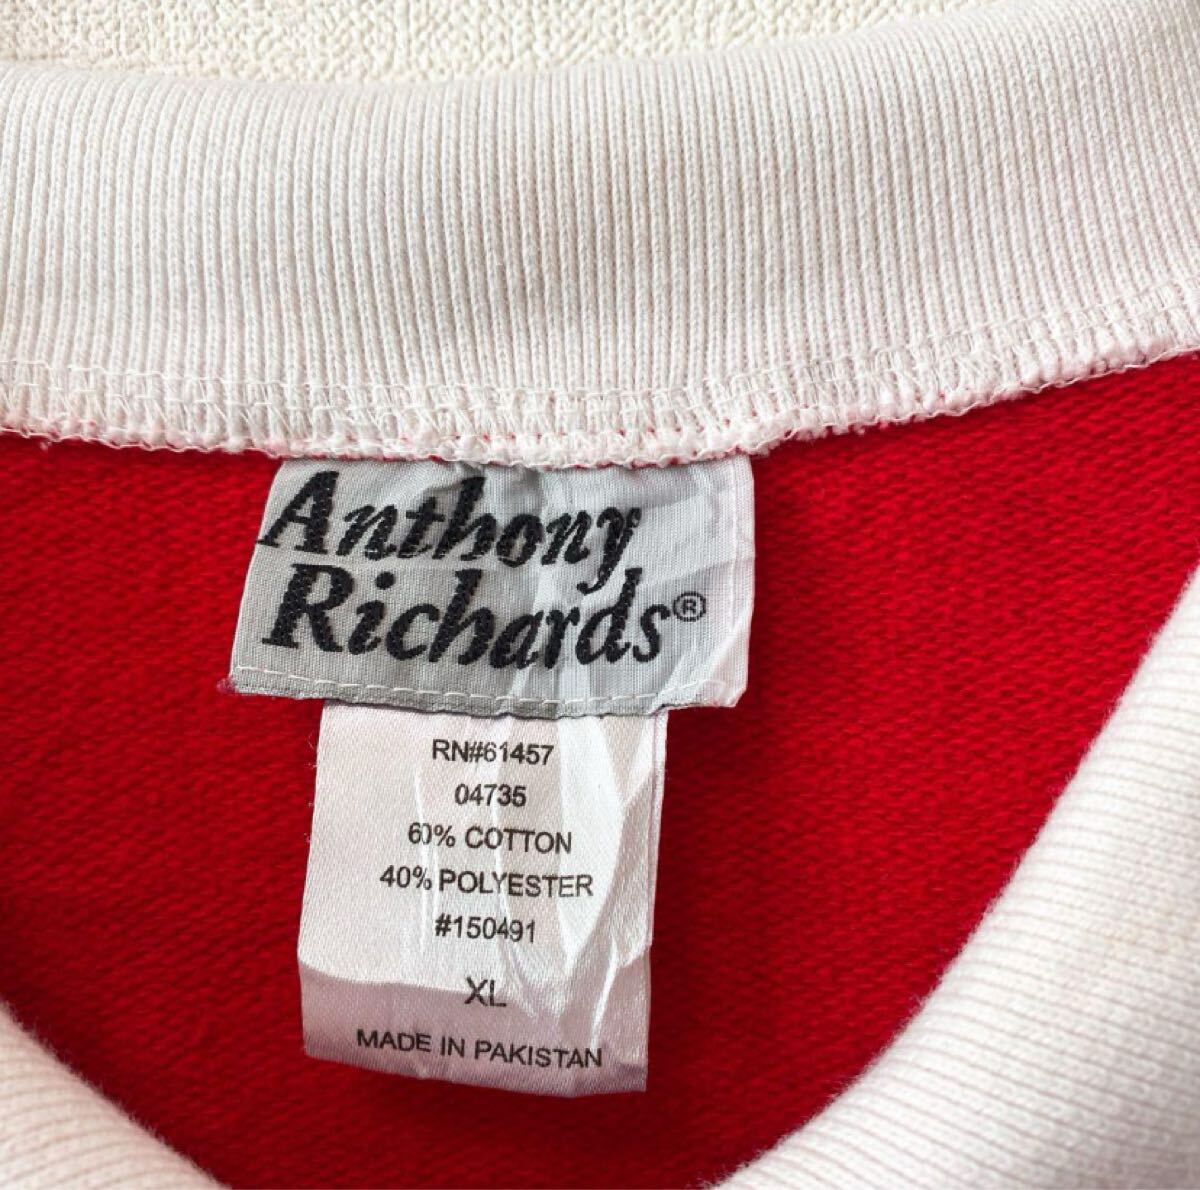 Anthony
Richards®
RN#61457
04735
60% COTTON
40% POLYESTER
#150491
XL
MADE IN PAKISTAN